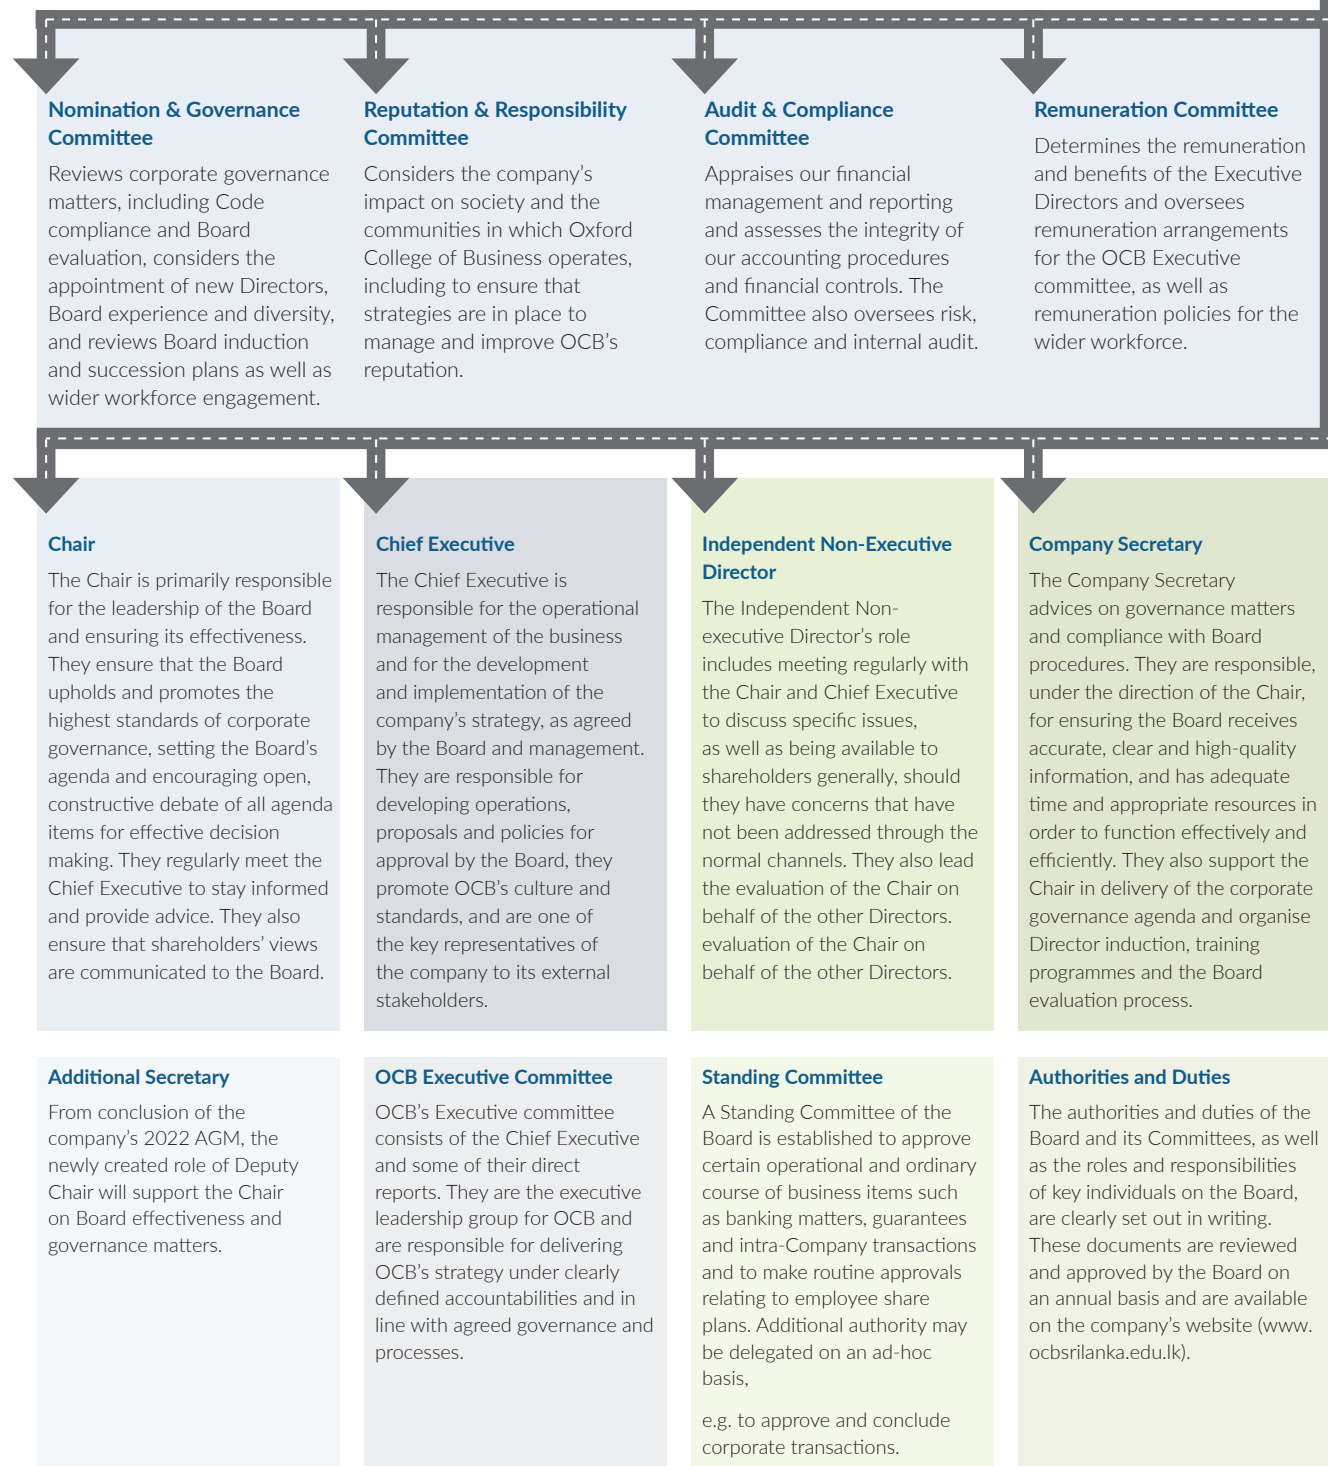 Nomination & Governance
Committee
Reviews corporate governance
matters, including Code
compliance and Board
evaluation, considers the
appointment of new Directors,
Board experience and diversity,
and reviews Board induction
and succession plans as well as
wider workforce engagement.
Reputation & Responsibility
Committee
Considers the company's
impact on society and the
communities in which Oxford
College of Business operates,
including to ensure that
strategies are in place to
manage and improve OCB's
reputation.
Audit & Compliance
Committee
Appraises our financial
management and reporting
and assesses the integrity of
our accounting procedures
and financial controls. The
Committee also oversees risk,
compliance and internal audit.
Remuneration Committee
Determines the remuneration
and benefits of the Executive
Directors and oversees
remuneration arrangements
for the OCB Executive
committee, as well as
remuneration policies for the
wider workforce.
Chair
The Chair is primarily responsible
for the leadership of the Board
and ensuring its effectiveness.
They ensure that the Board
upholds and promotes the
highest standards of corporate
governance, setting the Board's
agenda and encouraging open,
constructive debate of all agenda
items for effective decision
making. They regularly meet the
Chief Executive to stay informed
and provide advice. They also
ensure that shareholders' views
are communicated to the Board.
Chief Executive
The Chief Executive is
responsible for the operational
management of the business
and for the development
and implementation of the
company's strategy, as agreed
by the Board and management.
They are responsible for
developing operations,
proposals and policies for
approval by the Board, they
promote OCB's culture and
standards, and are one of
the key representatives of
the company to its external
stakeholders.
Independent Non-Executive
Director
The Independent Non-
executive Director's role
includes meeting regularly with
the Chair and Chief Executive
to discuss specific issues,
as well as being available to
shareholders generally, should
they have concerns that have
not been addressed through the
normal channels. They also lead
the evaluation of the Chair on
behalf of the other Directors.
evaluation of the Chair on
behalf of the other Directors.
Company Secretary
The Company Secretary
advices on governance matters
and compliance with Board
procedures. They are responsible,
under the direction of the Chair,
for ensuring the Board receives
accurate, clear and high-quality
information, and has adequate
time and appropriate resources in
order to function effectively and
efficiently. They also support the
Chair in delivery of the corporate
governance agenda and organise
Director induction, training
programmes and the Board
evaluation process.
Additional Secretary
From conclusion of the
company's 2022 AGM, the
newly created role of Deputy
Chair will support the Chair
on Board effectiveness and
governance matters.
OCB Executive Committee
OCB's Executive committee
consists of the Chief Executive
and some of their direct
reports. They are the executive
leadership group for OCB and
are responsible for delivering
OCB's strategy under clearly
defined accountabilities and in
line with agreed governance and
processes.
Standing Committee
A Standing Committee of the
Board is established to approve
certain operational and ordinary
course of business items such
as banking matters, guarantees
and intra-Company transactions
and to make routine approvals
relating to employee share
plans. Additional authority may
be delegated on an ad-hoc
basis,
e.g. to approve and conclude
corporate transactions.
Authorities and Duties
The authorities and duties of the
Board and its Committees, as well
as the roles and responsibilities
of key individuals on the Board,
are clearly set out in writing.
These documents are reviewed
and approved by the Board on
an annual basis and are available
on the company's website (www.
ocbsrilanka.edu.lk).